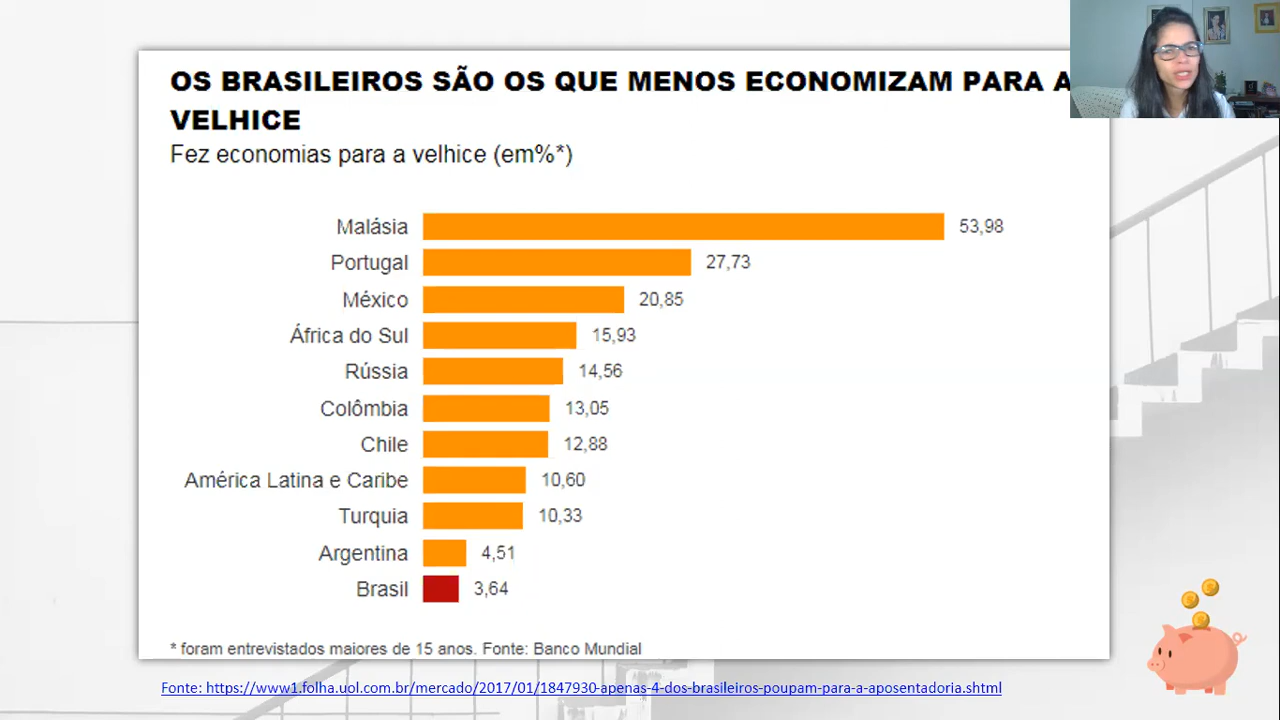 OS BRASILEIROS SÃO OS QUE MENOS ECONOMIZAM PARA A
VELHICE
Fez economias para a velhice (em%*)
Malásia 53,98
Portugal 27,73
México 20,85
África do Sul 15,93
Rússia 14,56
Colômbia 13,05
Chile 12,88
América Latina e Caribe 10,60
Turquia 10,33
Argentina 4,51
Brasil 3,64
* foram entrevistados maiores de 15 anos. Fonte: Banco Mundial
Fonte: https://www1.folha.uol.com.br/mercado/2017/01/1847930-apenas-4-dos-brasileiros-poupam-para-a-aposentadoria.shtml